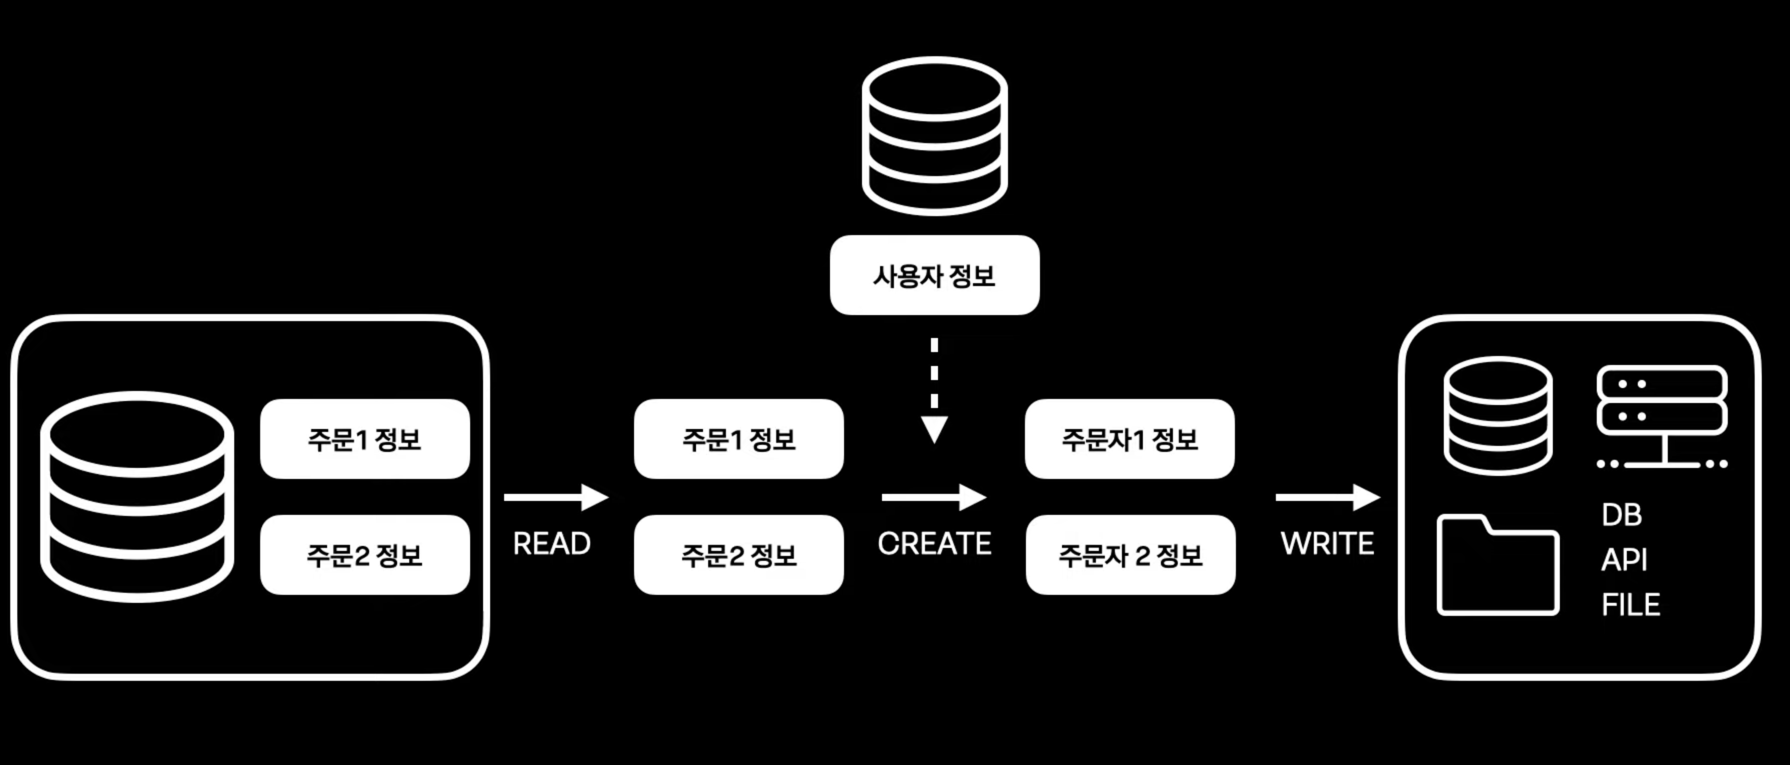 사용자 정보
주문1 정보
주문2 정보
READ
주문1 정보
주문2 정보
CREATE
주문자1 정보
주문자 2 정보
WRITE
DB
API
FILE